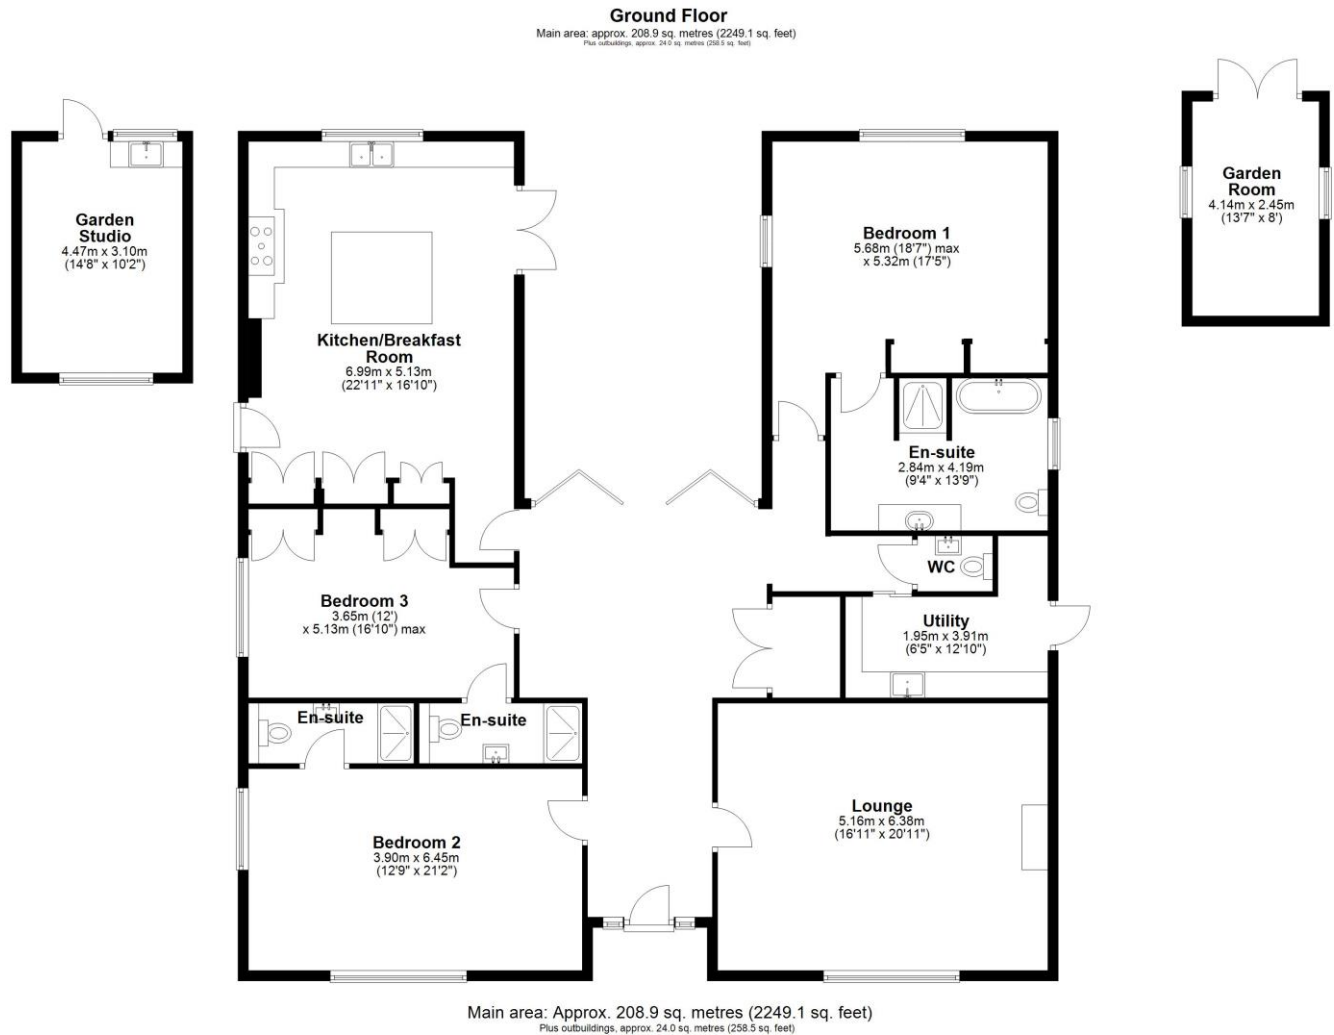 Ground Floor
Main area: approx. 208.9 sq. metres (2249.1 sq. feet)
Plus outbuildings, approx. 24.0 sq. metres (258.5 sq. feet)
Garden
Studio
4.47m x 3.10m
(14'8" x 10'2")
Kitchen/Breakfast
Room
6.99m x 5.13m
(22'11" x 16'10")
Bedroom 1
5.68m (18'7") max
x 5.32m (17'5")
Garden
Room
4.14m x 2.45m
(13'7" x 8')
En-suite
2.84m x 4.19m
(9'4" x 13'9")
WC
Bedroom 3
3.65m (12')
x 5.13m (16'10") max
Utility
1.95m x 3.91m
(6'5" x 12'10")
En-suite
En-suite
Bedroom 2
3.90m x 6.45m
(12'9" x 21'2")
Lounge
5.16m x 6.38m
(16'11" x 20'11")
Main area: Approx. 208.9 sq. metres (2249.1 sq. feet)
Plus outbuildings, approx. 24.0 sq. metres (258.5 sq. feet)